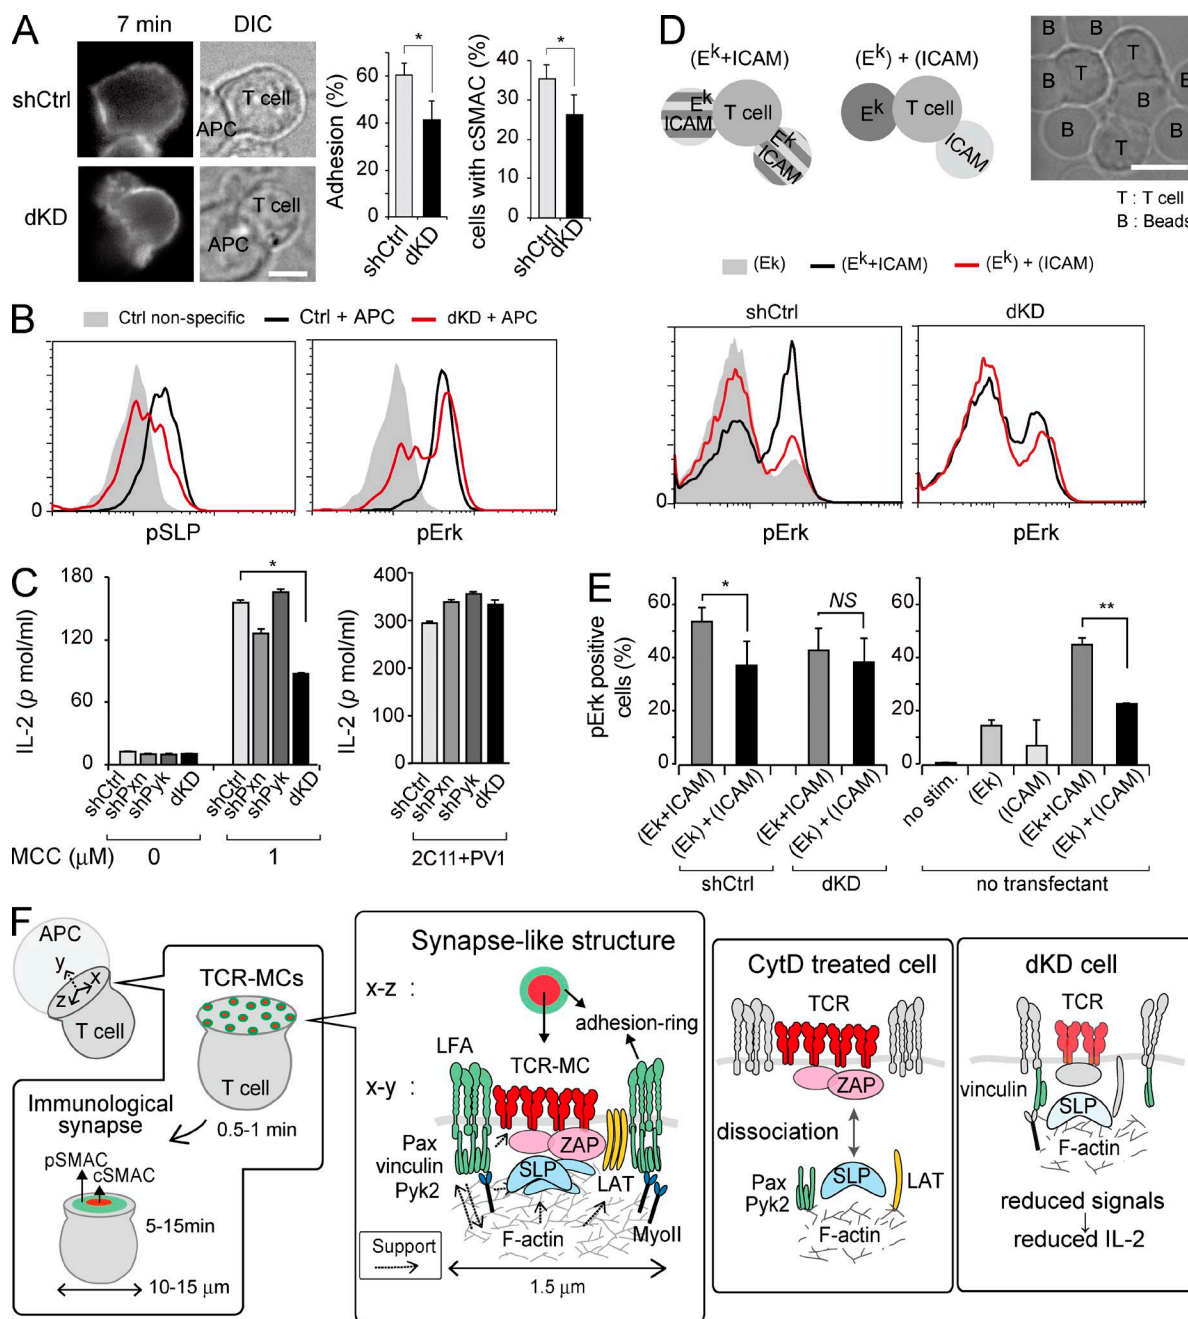 A
7 min
DIC
shCtrl
dKD
T cell
APC
T cell
APC
Adhesion (%)
80
60
40
20
0
*
shCtrl
dKD
cells with cSMAC (%)
40
30
20
10
0
*
shCtrl
dKD
B
Ctrl non-specific
Ctrl + APC
dKD + APC
0
pSLP
pErk
C
IL-2 (p mol/ml)
180
120
60
0
*
shCtrl
shPxn
shPyk
dKD
shCtrl
shPxn
shPyk
dKD
MCC (μM)
0
1
IL-2 (p mol/ml)
400
300
200
100
0
shCtrl
shPxn
shPyk
dKD
2C11+PV1
D
(Ek+ICAM)
(Ek) + (ICAM)
Ek
ICAM
T cell
Ek
ICAM
Ek
T cell
ICAM
B
B
T
T
B
B
E
B
B
T
T : T cell
B : Beads
(Ek)
(Ek+ICAM)
(Ek) + (ICAM)
shCtrl
dKD
0
0
pErk
pErk
E
pErk positive
cells (%)
60
40
20
0
*
NS
(Ek+ICAM)
(Ek) + (ICAM)
(Ek+ICAM)
(Ek) + (ICAM)
shCtrl
dKD
60
40
20
0
**
no stim.
(Ek)
(ICAM)
(Ek+ICAM)
(Ek) + (ICAM)
no transfectant
F
APC
y
x
z
T cell
TCR-MCs
T cell
0.5-1 min
Immunological
synapse
pSMAC
cSMAC
5-15min
10-15 μm
Synapse-like structure
x-z :
adhesion-ring
LFA
TCR-MC
x-y :
Pax
vinculin
Pyk2
ZAP
SLP
LAT
F-actin
MyoII
Support
1.5 μm
CytD treated cell
TCR
ZAP
dissociation
Pax
Pyk2
SLP
LAT
F-actin
dKD cell
TCR
vinculin
SLP
F-actin
reduced signals
reduced IL-2